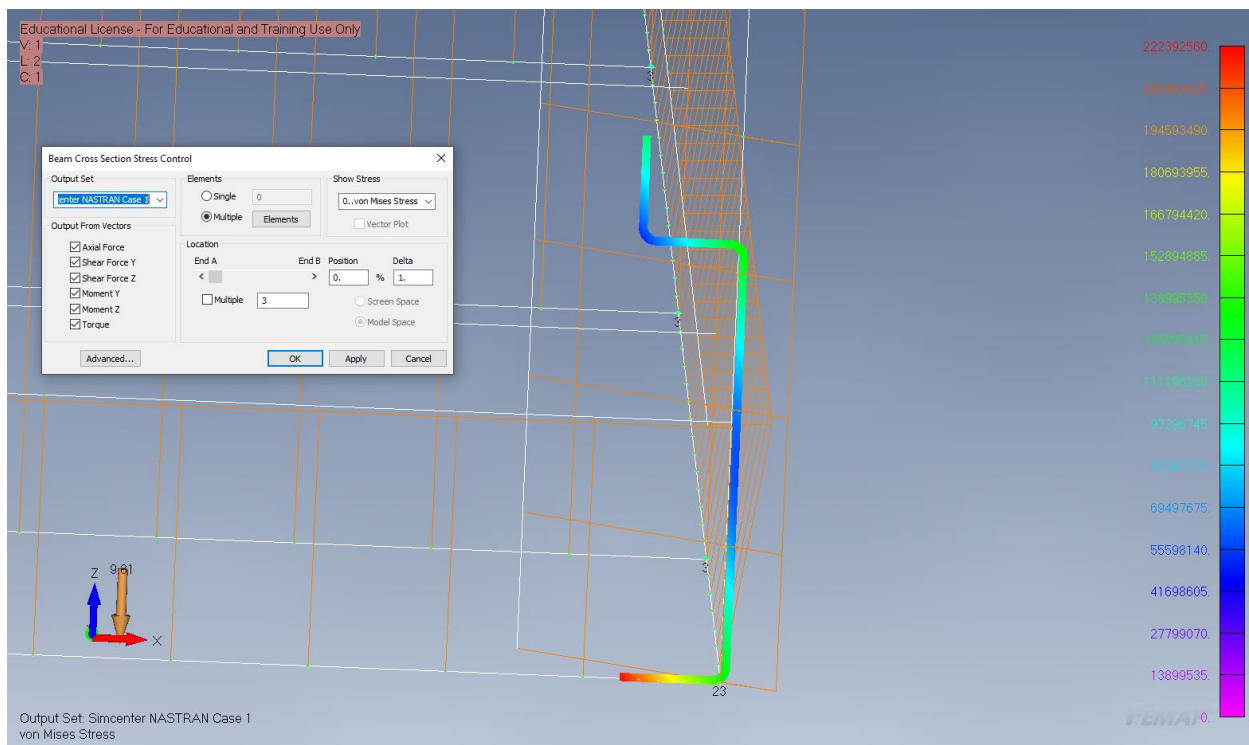 Educational License - For Educational and Training Use Only
V: 1
L: 2
C: 1
Beam Cross Section Stress Control
Output Set
enter NASTRAN Case 1
Output From Vectors
Axial Force
Shear Force Y
Shear Force Z
Moment Y
Moment Z
Torque
Advanced...
Elements
Single
0
Multiple
Elements
Show Stress
0..von Mises Stress
Vector Plot
Location
End A
End B
Position
Delta
<
>
0.
%
1.
Multiple
3
Screen Space
Model Space
OK
Apply
Cancel
3
3
3
23
222392560.
194593490.
180693955.
166794420.
152894885.
97296745.
69497675.
55598140.
41698605.
27799070.
13899535.
0.
Z
9.81
X
Output Set: Simcenter NASTRAN Case 1
von Mises Stress
FEMAP